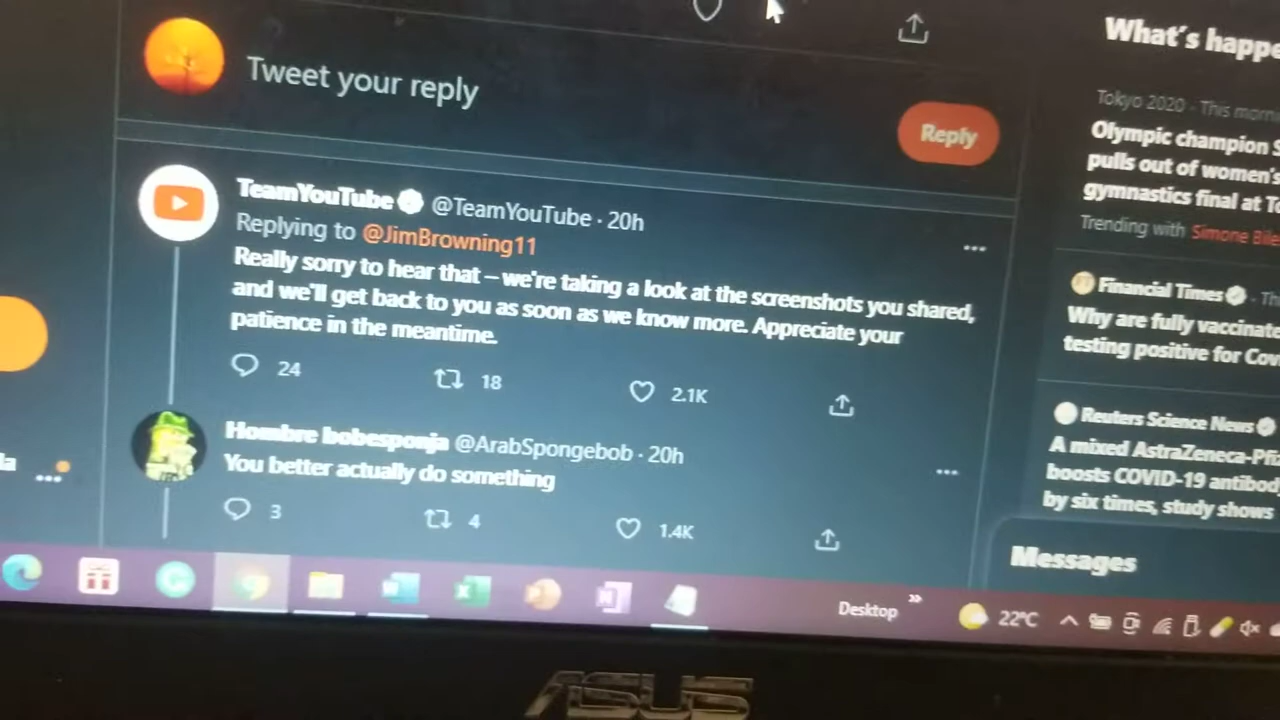 Tweet your reply
Reply
TeamYouTube @TeamYouTube · 20h
Replying to @JimBrowning11
Really sorry to hear that – we're taking a look at the screenshots you shared,
and we'll get back to you as soon as we know more. Appreciate your
patience in the meantime.
24 18 2.1K
Hombre bobesponja @ArabSpongebob · 20h
You better actually do something
3 4 1.4K
What's happe
Tokyo 2020 · This morn
Olympic champion S
pulls out of women's
gymnastics final at To
Trending with Simone Bile
Financial Times · Th
Why are fully vaccinate
testing positive for Cov
Reuters Science News
A mixed AstraZeneca-Pfi
boosts COVID-19 antibod
by six times, study shows
Messages
Desktop
22°C
ASUS